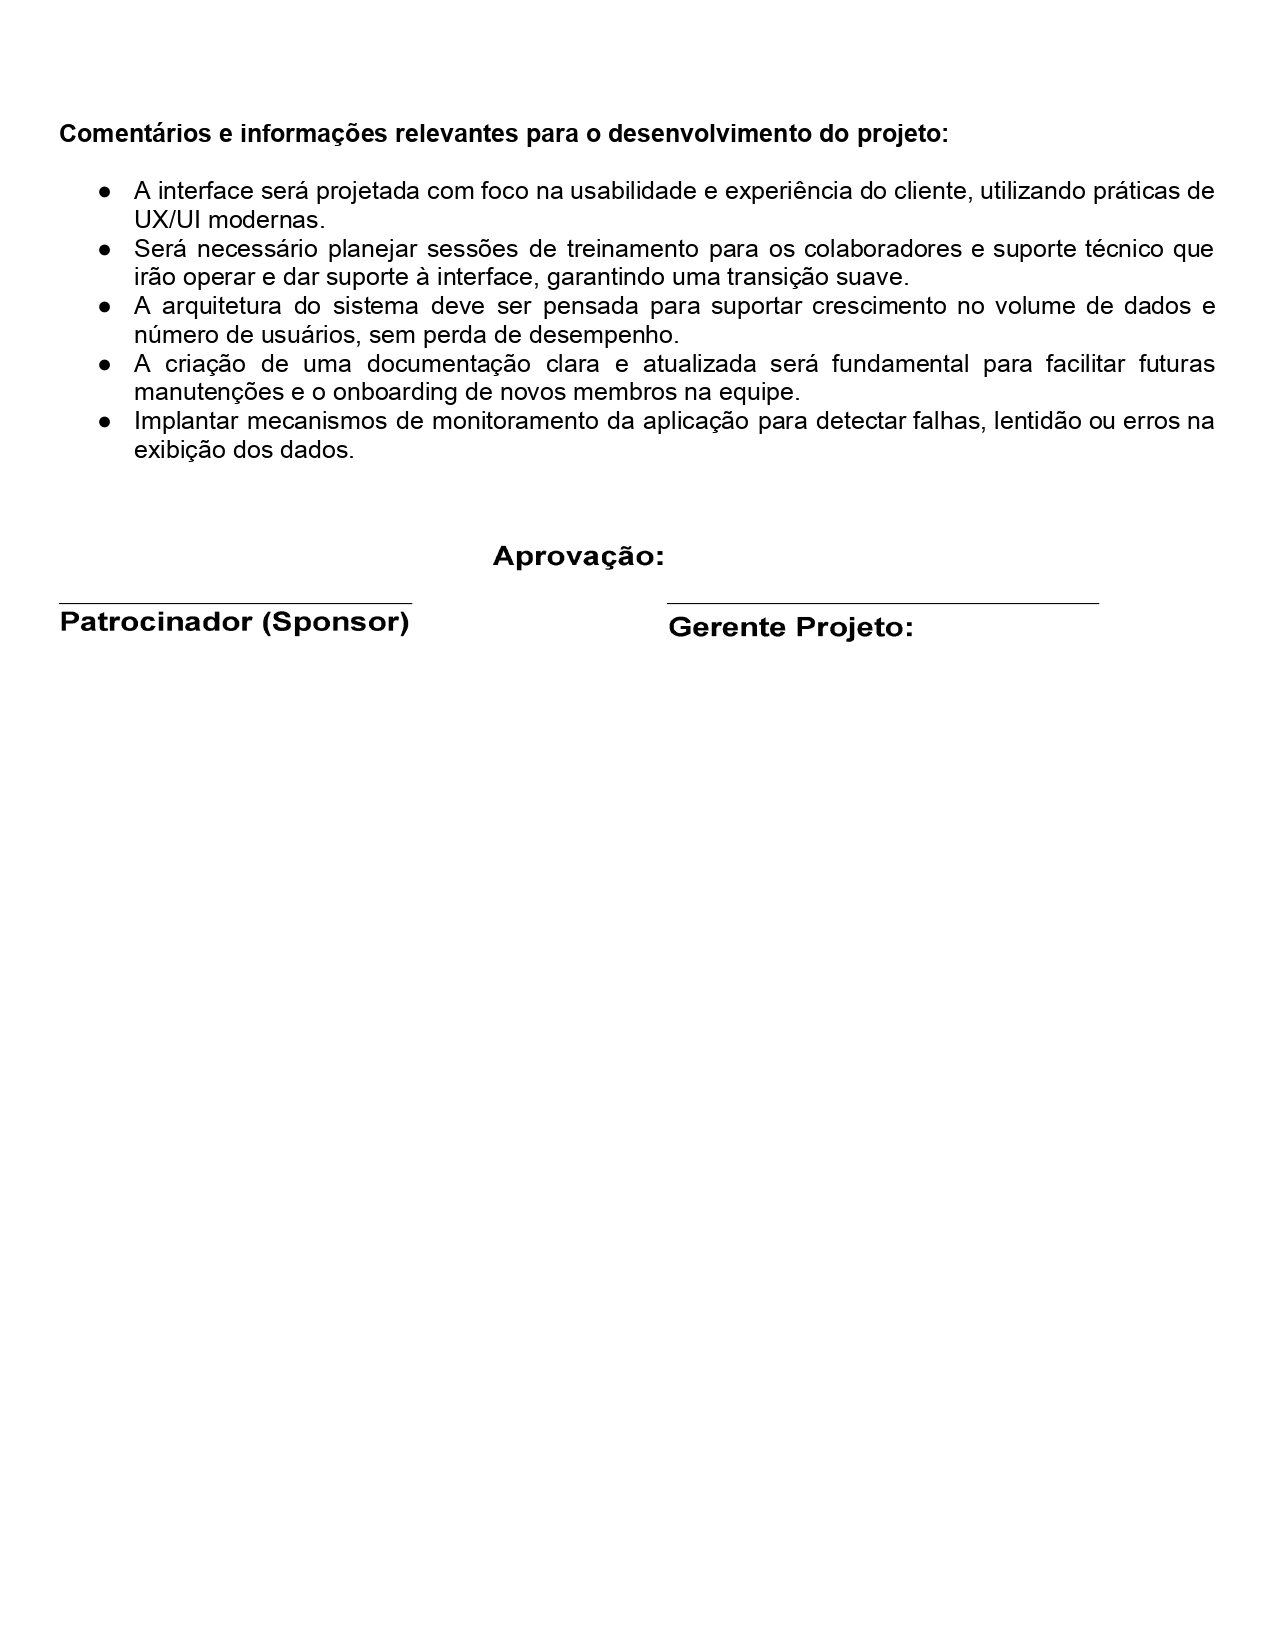 Comentários e informações relevantes para o desenvolvimento do projeto:
● A interface será projetada com foco na usabilidade e experiência do cliente, utilizando práticas de
UX/UI modernas.
● Será necessário planejar sessões de treinamento para os colaboradores e suporte técnico que
irão operar e dar suporte à interface, garantindo uma transição suave.
● A arquitetura do sistema deve ser pensada para suportar crescimento no volume de dados e
número de usuários, sem perda de desempenho.
● A criação de uma documentação clara e atualizada será fundamental para facilitar futuras
manutenções e o onboarding de novos membros na equipe.
● Implantar mecanismos de monitoramento da aplicação para detectar falhas, lentidão ou erros na
exibição dos dados.
Aprovação:
Patrocinador (Sponsor)
Gerente Projeto: